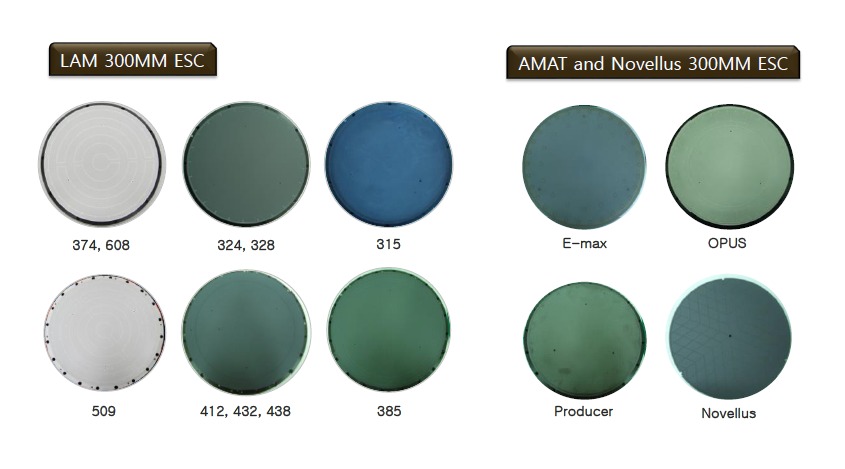 LAM 300MM ESC
AMAT and Novellus 300MM ESC
374, 608
324, 328
315
E-max
OPUS
509
412, 432, 438
385
Producer
Novellus